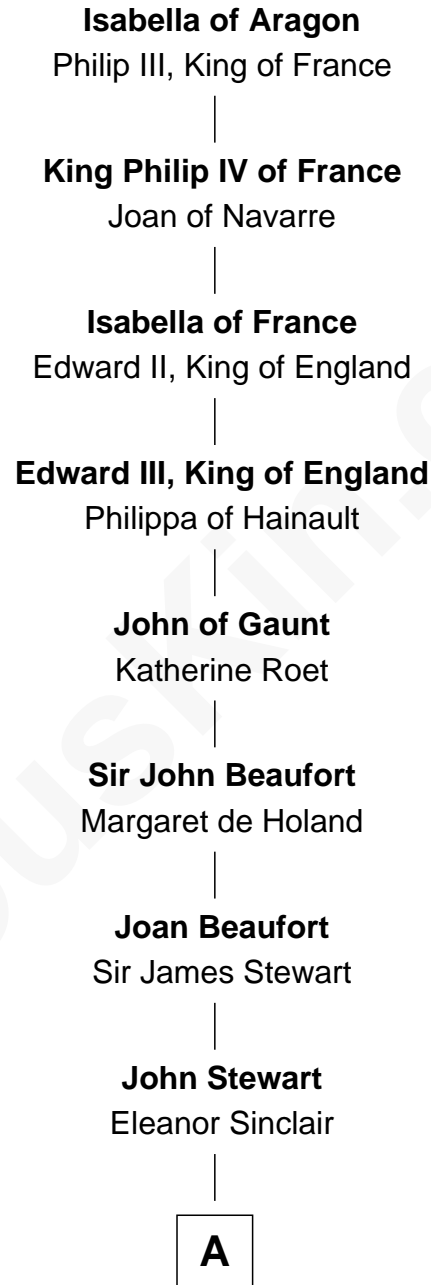 Isabella of Aragon
Philip III, King of France
King Philip IV of France
Joan of Navarre
Isabella of France
Edward II, King of England
Edward III, King of England
Philippa of Hainault
John of Gaunt
Katherine Roet
Sir John Beaufort
Margaret de Holand
Joan Beaufort
Sir James Stewart
John Stewart
Eleanor Sinclair
A